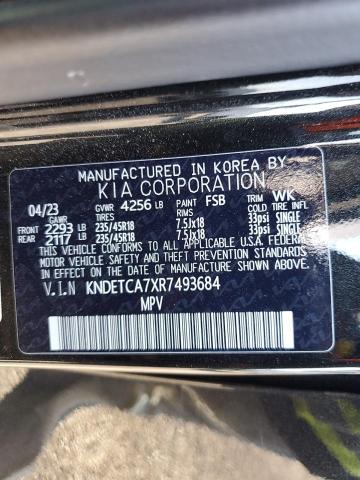 MANUFACTURED IN KOREA BY
KIA CORPORATION
04/23 GVWR 4256 LB PAINT FSB TRIM WK
GAWR TIRES RIMS COLD TIRE INFL
FRONT 2293 LB 235/45R18 7.5Jx18 33psi SINGLE
REAR 2117 LB 235/45R18 7.5Jx18 33psi SINGLE
THIS VEHICLE CONFORMS TO ALL APPLICABLE U.S.A. FEDERAL
MOTOR VEHICLE SAFETY, BUMPER, AND
THEFT PREVENTION STANDARDS IN EFFECT ON THE DATE OF
MANUFACTURE SHOWN ABOVE.
V.I.N KNDETCA7XR7493684
MPV